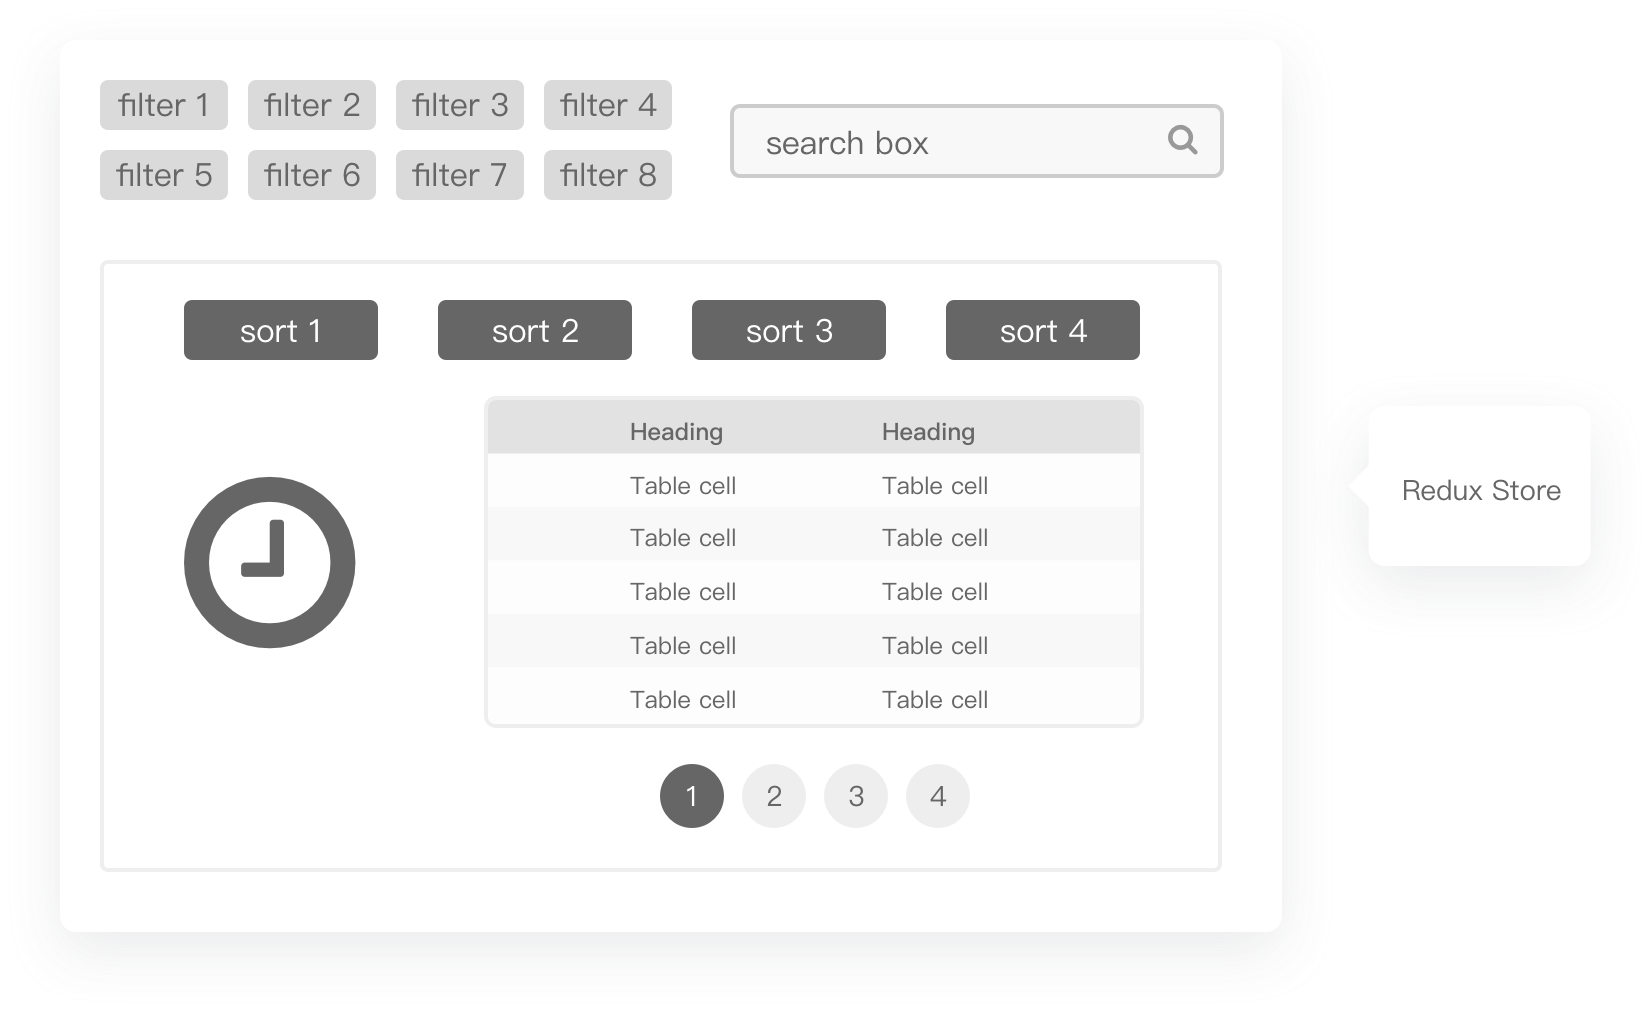 filter 1 filter 2 filter 3 filter 4
filter 5 filter 6 filter 7 filter 8
search box
sort 1 sort 2 sort 3 sort 4
Heading Heading
Table cell Table cell
Table cell Table cell
Table cell Table cell
Table cell Table cell
Table cell Table cell
1 2 3 4
Redux Store